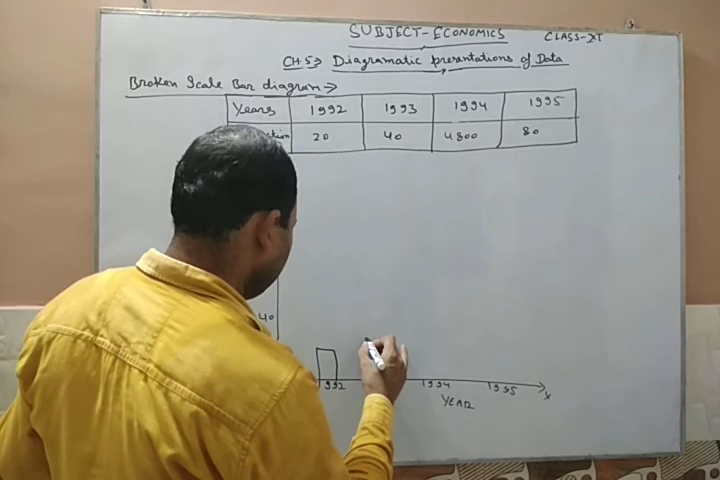 SUBJECT-ECONOMICS CLASS-XI
CH 5⇒ Diagramatic presentations of Data
Broken Scale Bar diagram→
Years 1992 1993 1994 1995
20 40 4800 80
40
1992 1994 1995 X
YEAR